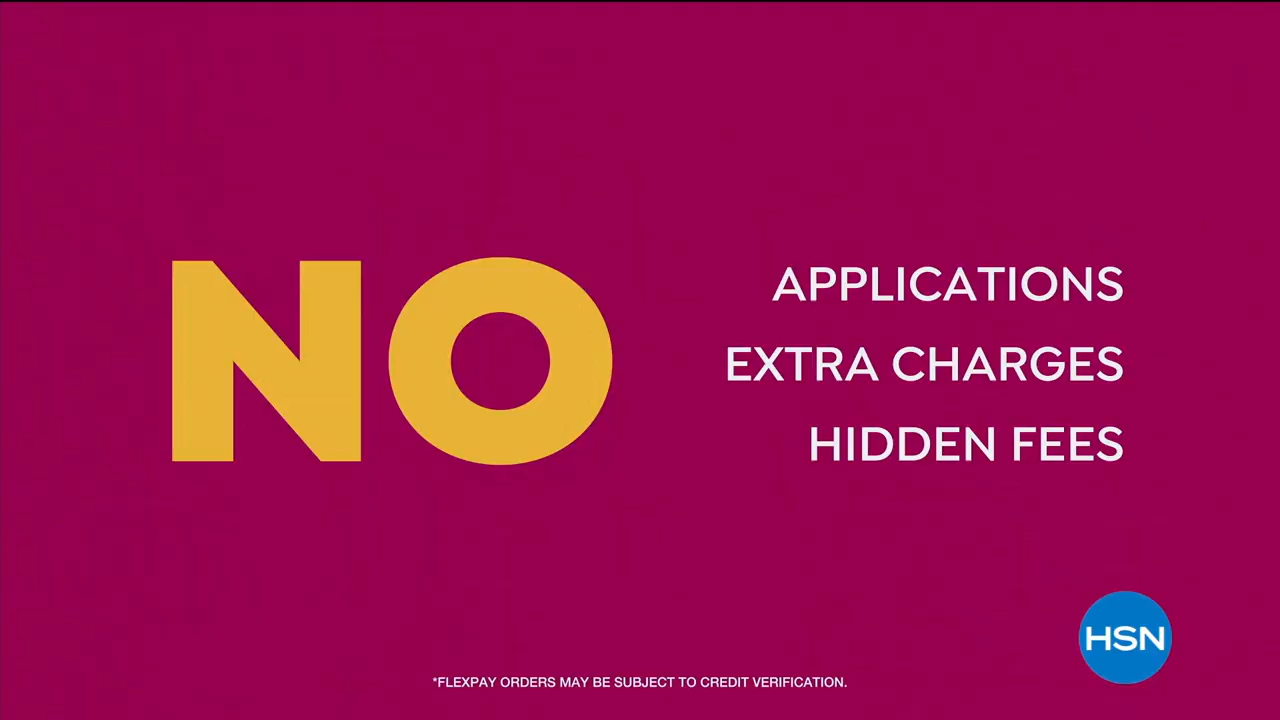 NO
APPLICATIONS
EXTRA CHARGES
HIDDEN FEES
HSN
*FLEXPAY ORDERS MAY BE SUBJECT TO CREDIT VERIFICATION.